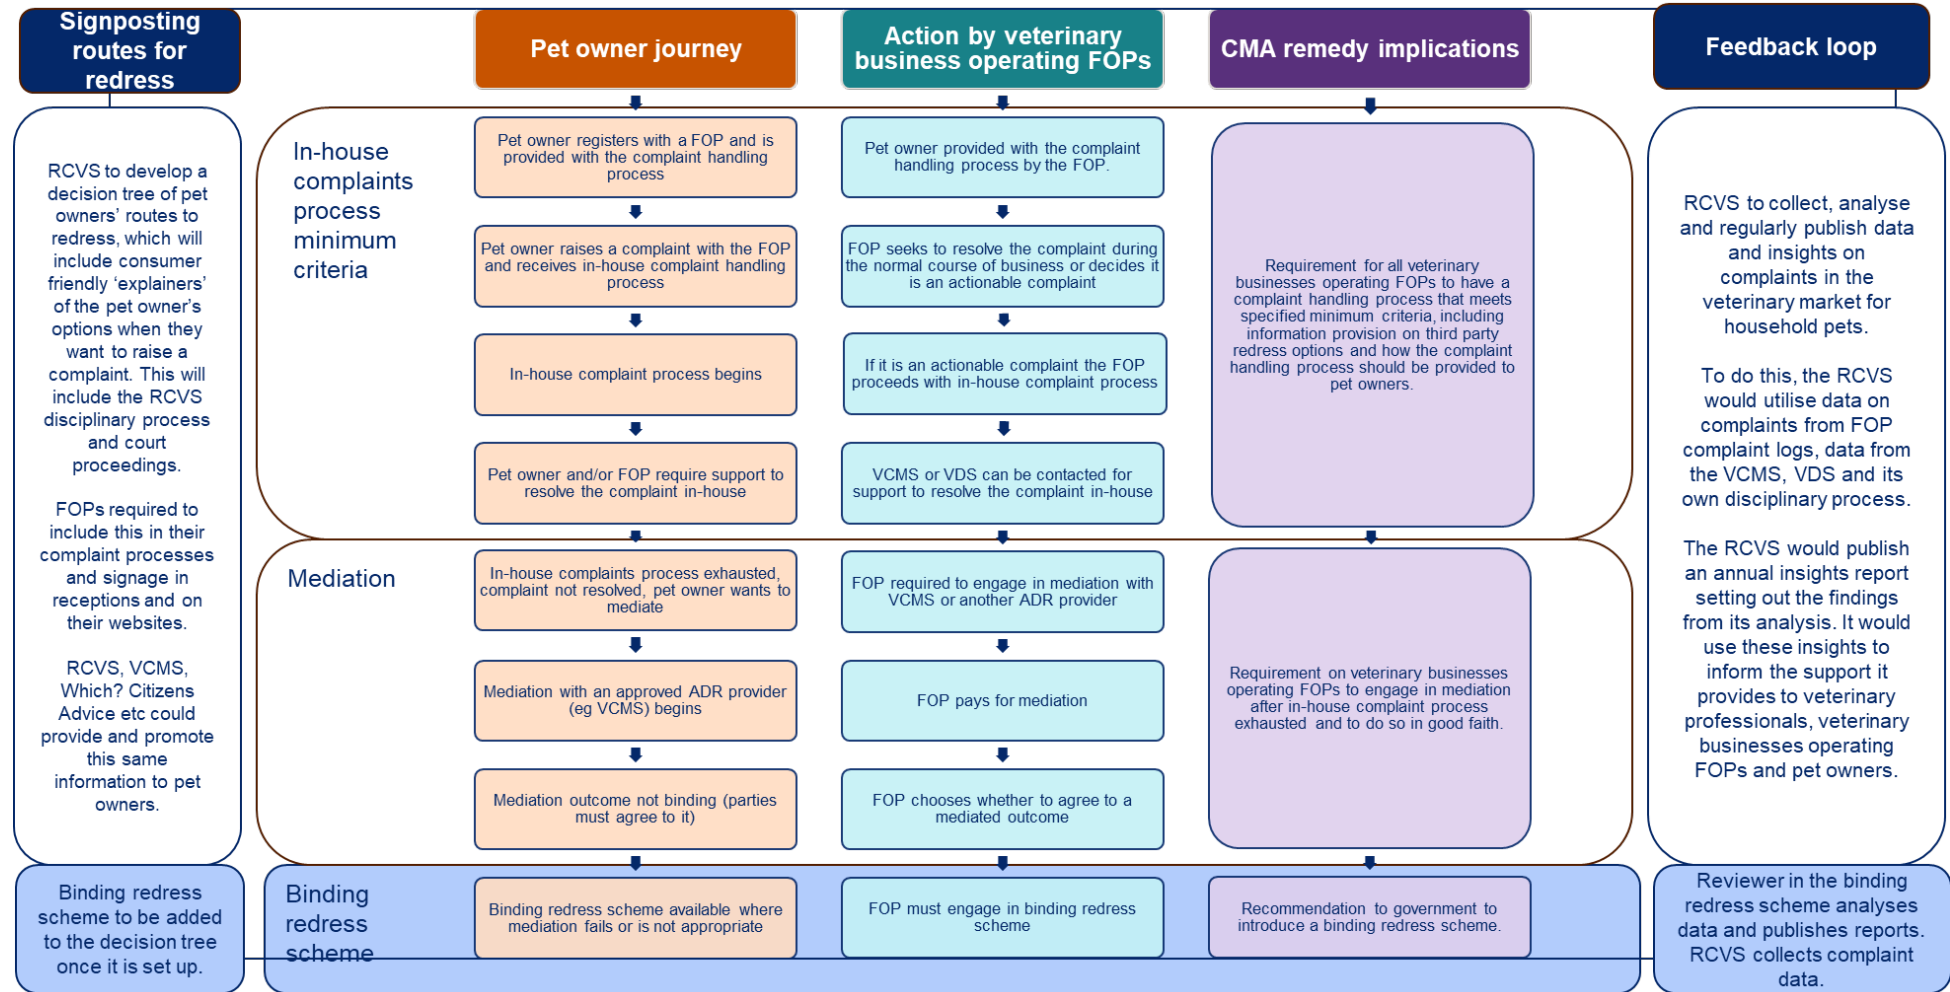 Signposting
routes for
redress
Pet owner journey
Action by veterinary
business operating FOPs
CMA remedy implications
Feedback loop
RCVS to develop a
decision tree of pet
owners’ routes to
redress, which will
include consumer
friendly ‘explainers’
of the pet owner’s
options when they
want to raise a
complaint. This will
include the RCVS
disciplinary process
and court
proceedings.
FOPs required to
include this in their
complaint processes
and signage in
receptions and on
their websites.
RCVS, VCMS,
Which? Citizens
Advice etc could
provide and promote
this same
information to pet
owners.
Binding redress
scheme to be added
to the decision tree
once it is set up.
In-house
complaints
process
minimum
criteria
Pet owner registers with a FOP and is
provided with the complaint handling
process
Pet owner provided with the complaint
handling process by the FOP.
Pet owner raises a complaint with the FOP
and receives in-house complaint handling
process
FOP seeks to resolve the complaint during
the normal course of business or decides it
is an actionable complaint
In-house complaint process begins
If it is an actionable complaint the FOP
proceeds with in-house complaint process
Pet owner and/or FOP require support to
resolve the complaint in-house
VCMS or VDS can be contacted for
support to resolve the complaint in-house
Requirement for all veterinary
businesses operating FOPs to have a
complaint handling process that meets
specified minimum criteria, including
information provision on third party
redress options and how the complaint
handling process should be provided to
pet owners.
Mediation
In-house complaints process exhausted,
complaint not resolved, pet owner wants to
mediate
FOP required to engage in mediation with
VCMS or another ADR provider
Mediation with an approved ADR provider
(eg VCMS) begins
FOP pays for mediation
Mediation outcome not binding (parties
must agree to it)
FOP chooses whether to agree to a
mediated outcome
Requirement on veterinary businesses
operating FOPs to engage in mediation
after in-house complaint process
exhausted and to do so in good faith.
Binding
redress
scheme
Binding redress scheme available where
mediation fails or is not appropriate
FOP must engage in binding redress
scheme
Recommendation to government to
introduce a binding redress scheme.
RCVS to collect, analyse
and regularly publish data
and insights on
complaints in the
veterinary market for
household pets.
To do this, the RCVS
would utilise data on
complaints from FOP
complaint logs, data from
the VCMS, VDS and its
own disciplinary process.
The RCVS would publish
an annual insights report
setting out the findings
from its analysis. It would
use these insights to
inform the support it
provides to veterinary
professionals, veterinary
businesses operating
FOPs and pet owners.
Reviewer in the binding
redress scheme analyses
data and publishes reports.
RCVS collects complaint
data.